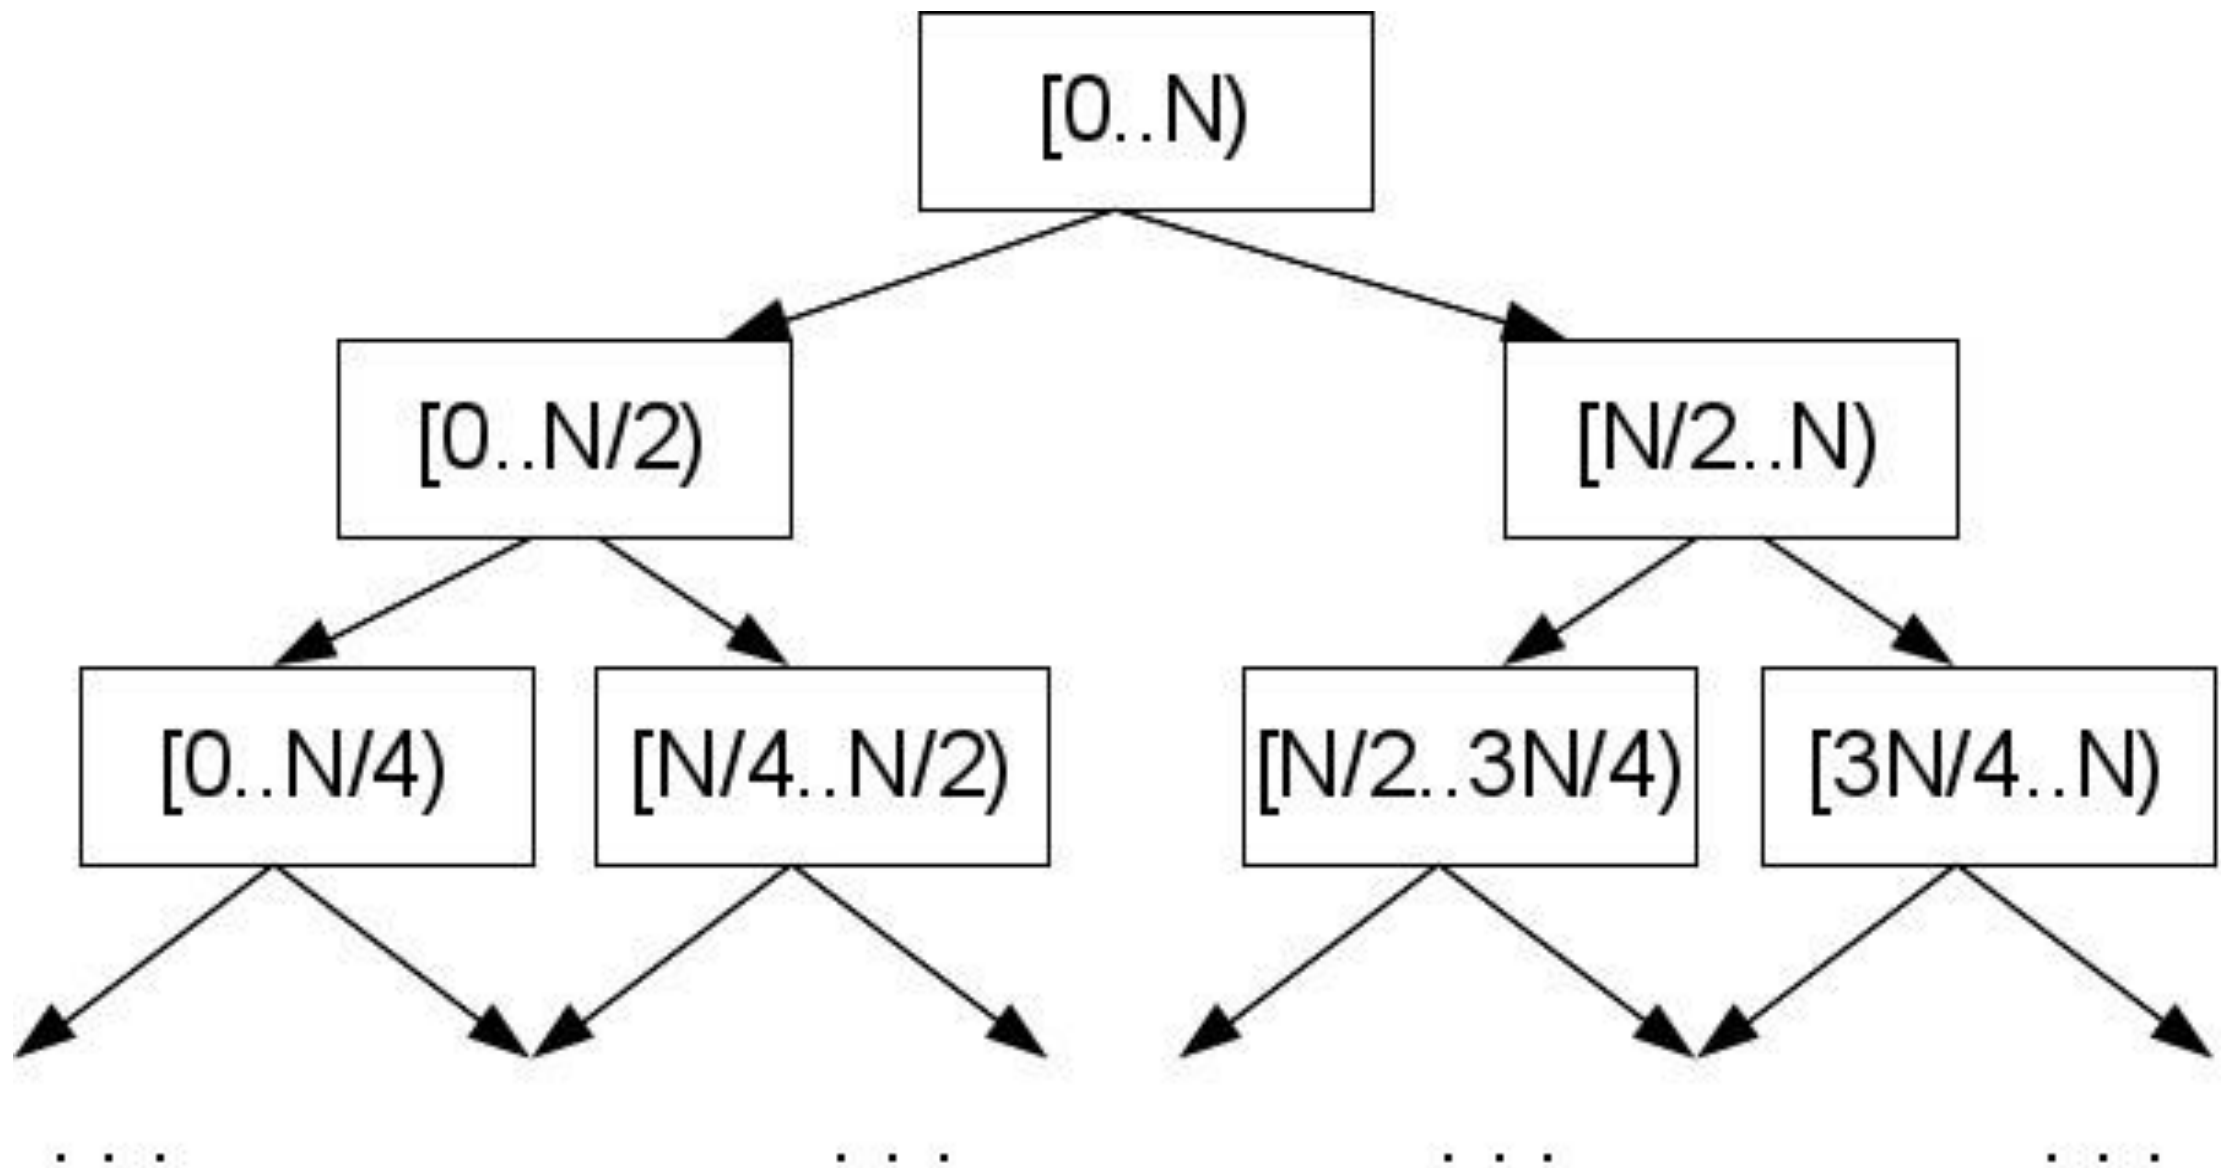 [0..N)
[0..N/2) [N/2..N)
[0..N/4) [N/4..N/2) [N/2..3N/4) [3N/4..N)
. . . . . . . . . . . .